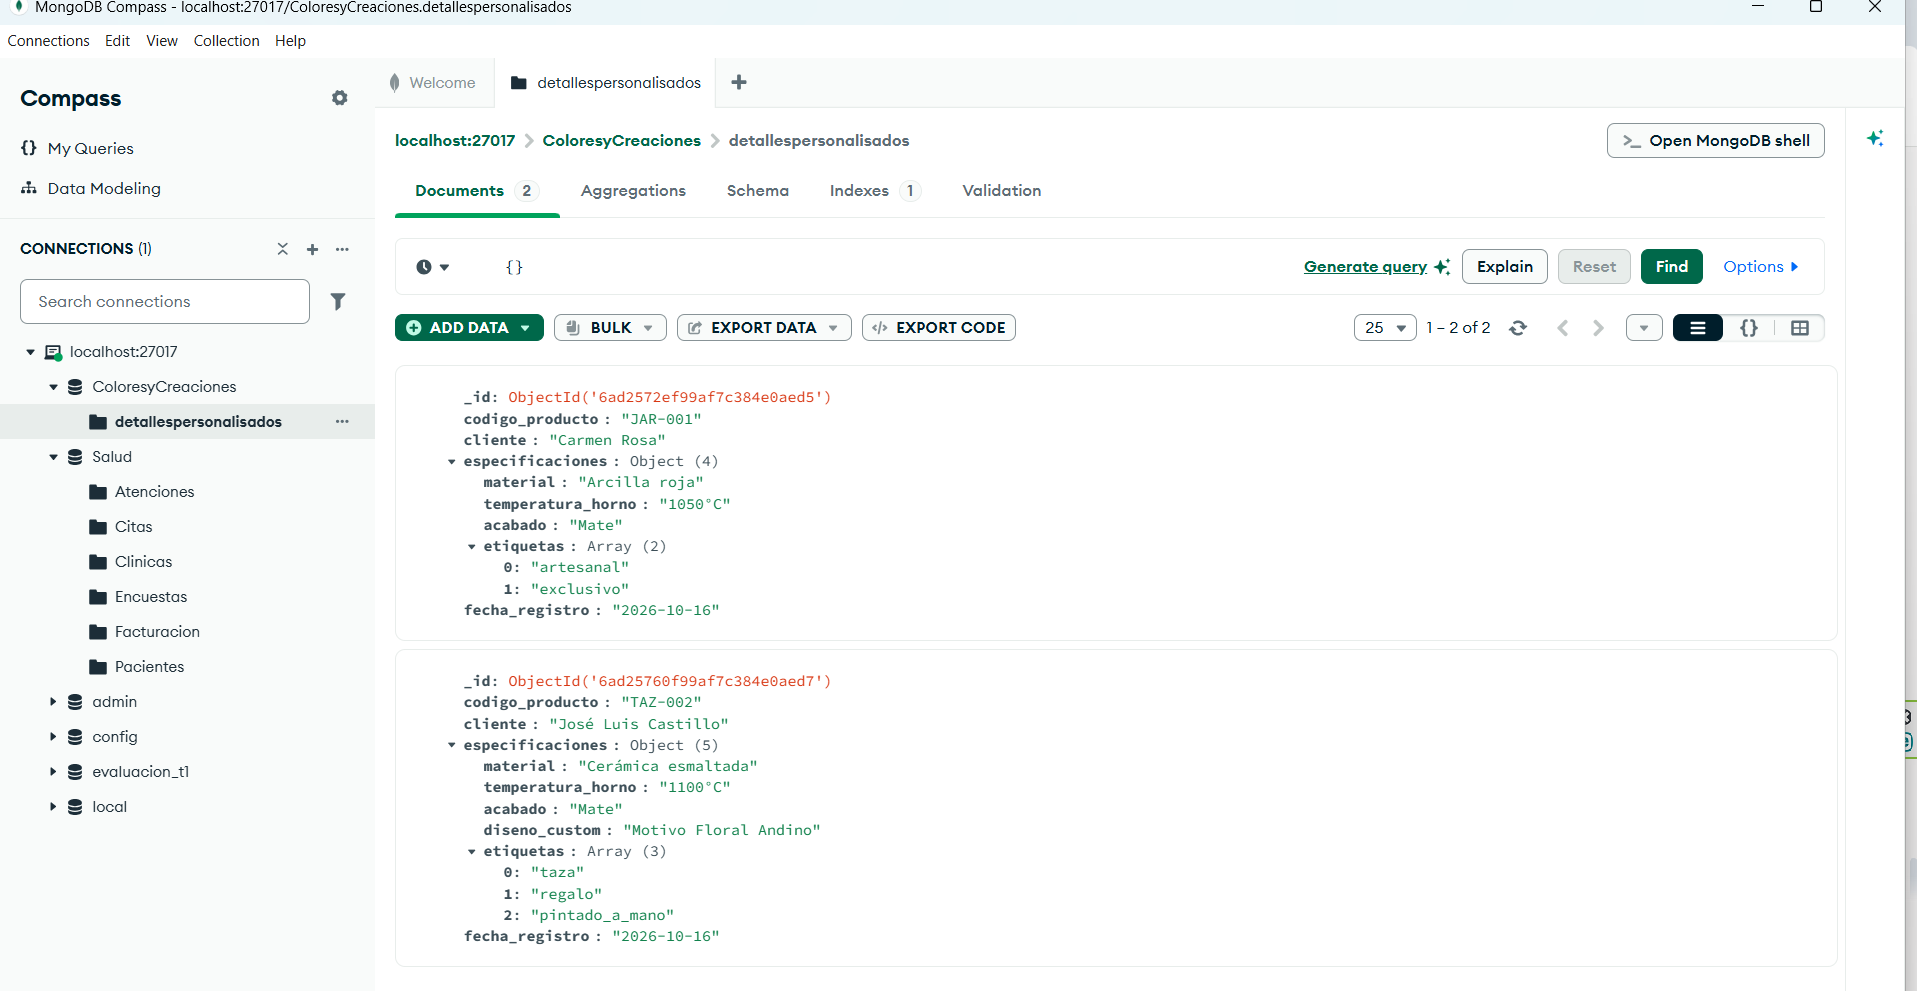 MongoDB Compass - localhost:27017/ColoresyCreaciones.detallespersonalisados
Connections Edit View Collection Help
Compass
My Queries
Data Modeling
CONNECTIONS (1)
Search connections
localhost:27017
ColoresyCreaciones
detallespersonalisados
Salud
Atenciones
Citas
Clinicas
Encuestas
Facturacion
Pacientes
admin
config
evaluacion_t1
local
Welcome
detallespersonalisados
localhost:27017 > ColoresyCreaciones > detallespersonalisados
>_ Open MongoDB shell
Documents 2 Aggregations Schema Indexes 1 Validation
{} Generate query Explain Reset Find Options
ADD DATA BULK EXPORT DATA </> EXPORT CODE 25 1 – 2 of 2 {}
_id: ObjectId('6ad2572ef99af7c384e0aed5')
codigo_producto : "JAR-001"
cliente : "Carmen Rosa"
especificaciones : Object (4)
material : "Arcilla roja"
temperatura_horno : "1050°C"
acabado : "Mate"
etiquetas : Array (2)
0: "artesanal"
1: "exclusivo"
fecha_registro : "2026-10-16"
_id: ObjectId('6ad25760f99af7c384e0aed7')
codigo_producto : "TAZ-002"
cliente : "José Luis Castillo"
especificaciones : Object (5)
material : "Cerámica esmaltada"
temperatura_horno : "1100°C"
acabado : "Mate"
diseno_custom : "Motivo Floral Andino"
etiquetas : Array (3)
0: "taza"
1: "regalo"
2: "pintado_a_mano"
fecha_registro : "2026-10-16"